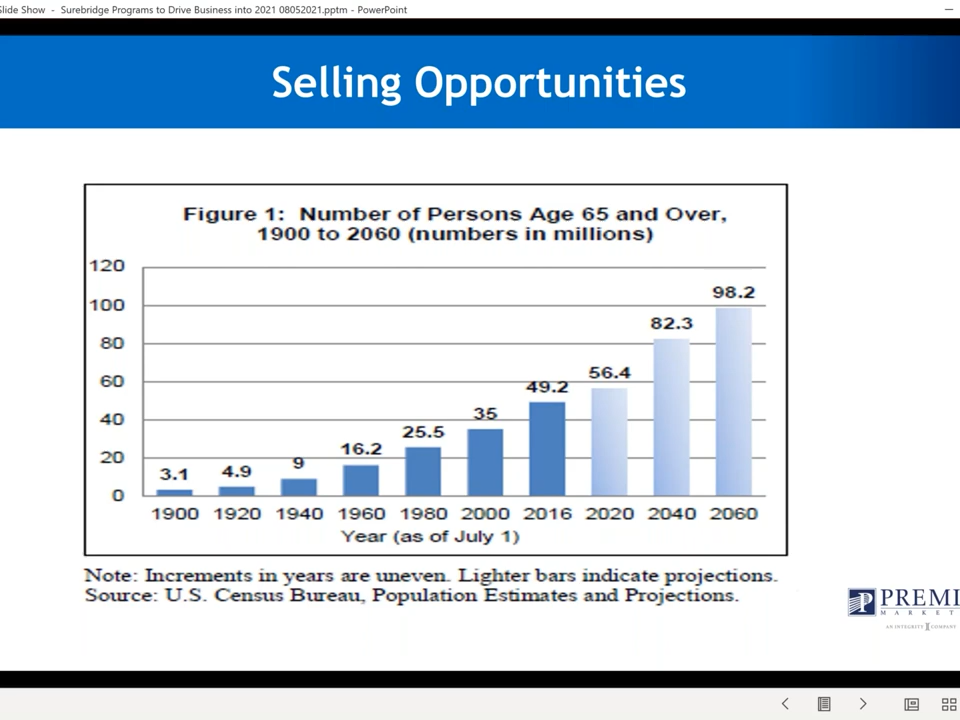 Slide Show - Surebridge Programs to Drive Business into 2021 08052021.pptm - PowerPoint
Selling Opportunities
Figure 1: Number of Persons Age 65 and Over,
1900 to 2060 (numbers in millions)
120
100
80
60
40
20
0
3.1
4.9
9
16.2
25.5
35
49.2
56.4
82.3
98.2
1900 1920 1940 1960 1980 2000 2016 2020 2040 2060
Year (as of July 1)
Note: Increments in years are uneven. Lighter bars indicate projections.
Source: U.S. Census Bureau, Population Estimates and Projections.
PREMI
MARKET
AN INTEGRITY COMPANY